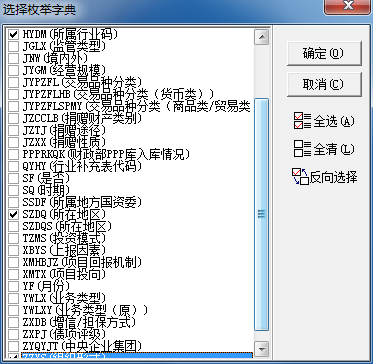 选择枚举字典
HYDM(所属行业码)
JGLX(监管类型)
JNW(境内外)
JYGM(经营规模)
JYPZFL(交易品种分类)
JYPZFLHB(交易品种分类（货币类）)
JYPZFLSPMY(交易品种分类（商品类/贸易类
JZCCLB(捐赠财产类别)
JZTJ(捐赠途径)
JZXX(捐赠性质)
PPPRKQK(财政部PPP库入库情况)
QYHY(行业补充表代码)
SF(是否)
SQ(时期)
SSDF(所属地方国资委)
SZDQ(所在地区)
SZDQS(所在地区)
TZMS(投资模式)
XBYS(上报因素)
XMHBJZ(项目回报机制)
XMTX(项目投向)
YF(月份)
YWLX(业务类型)
YWLXY(业务类型（原）)
ZXDB(增信/担保方式)
ZXPJ(债项评级)
ZYQYJT(中央企业集团)
确定(O)
取消(C)
全选(A)
全清(L)
反向选择